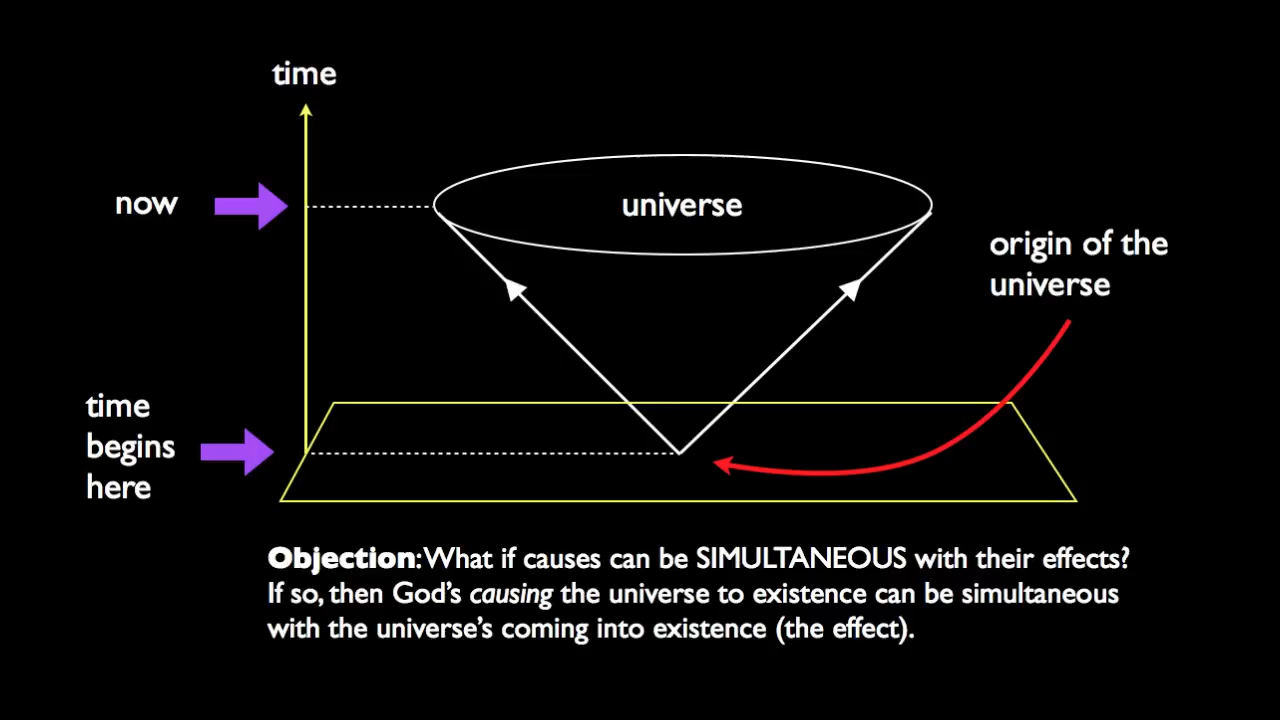 time
now
universe
origin of the
universe
time
begins
here
Objection: What if causes can be SIMULTANEOUS with their effects?
If so, then God's causing the universe to existence can be simultaneous
with the universe's coming into existence (the effect).